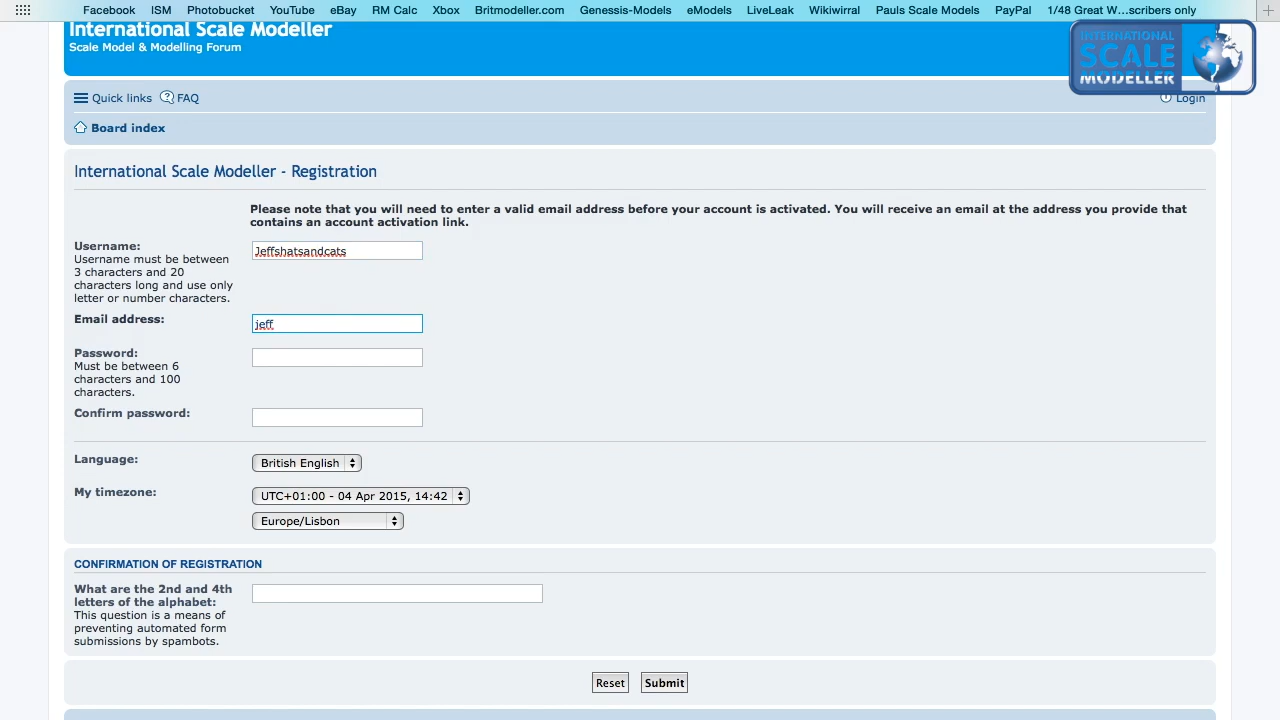 Facebook ISM Photobucket YouTube eBay RM Calc Xbox Britmodeller.com Genessis-Models eModels LiveLeak Wikiwirral Pauls Scale Models PayPal 1/48 Great W...scribers only
International Scale Modeller
Scale Model & Modelling Forum
INTERNATIONAL
SCALE
MODELLER
Quick links FAQ
Login
Board index
International Scale Modeller - Registration
Please note that you will need to enter a valid email address before your account is activated. You will receive an email at the address you provide that
contains an account activation link.
Username:
Username must be between
3 characters and 20
characters long and use only
letter or number characters.
Jeffshatsandcats
Email address:
jeff
Password:
Must be between 6
characters and 100
characters.
Confirm password:
Language:
British English
My timezone:
UTC+01:00 - 04 Apr 2015, 14:42
Europe/Lisbon
CONFIRMATION OF REGISTRATION
What are the 2nd and 4th
letters of the alphabet:
This question is a means of
preventing automated form
submissions by spambots.
Reset Submit